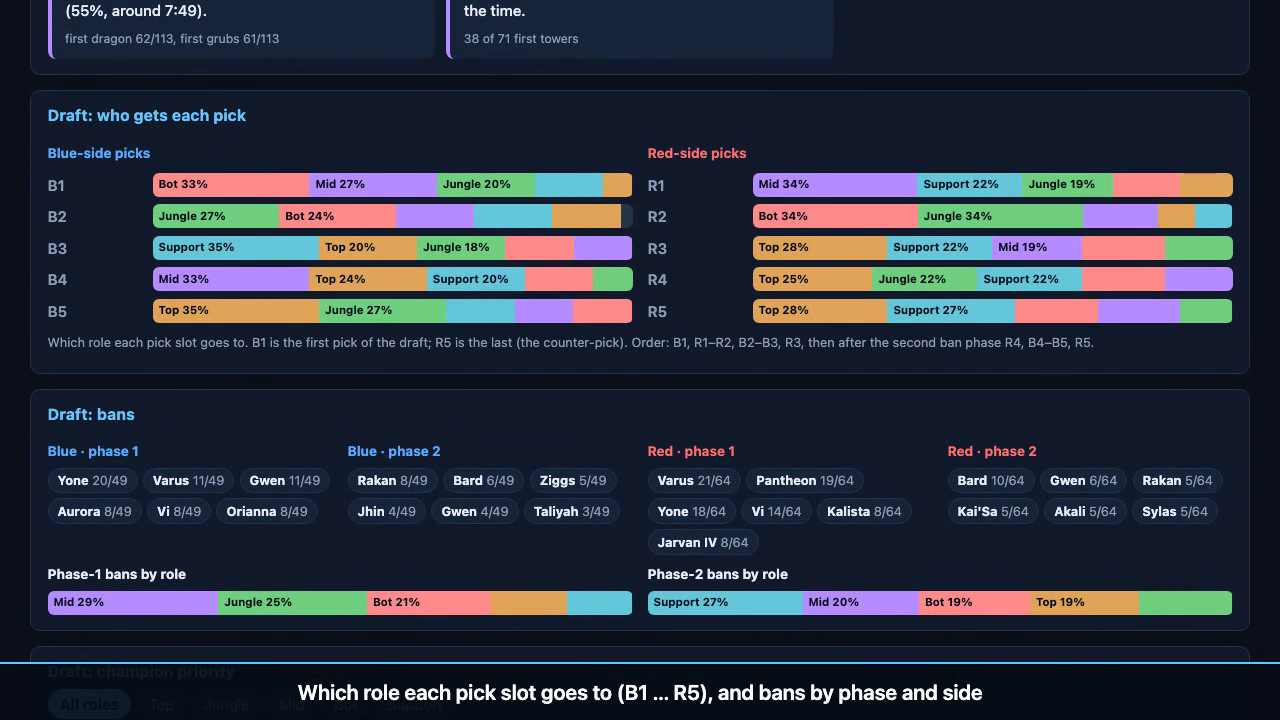 (55%, around 7:49).
first dragon 62/113, first grubs 61/113
the time.
38 of 71 first towers
Draft: who gets each pick
Blue-side picks
B1 Bot 33% Mid 27% Jungle 20%
B2 Jungle 27% Bot 24%
B3 Support 35% Top 20% Jungle 18%
B4 Mid 33% Top 24% Support 20%
B5 Top 35% Jungle 27%
Red-side picks
R1 Mid 34% Support 22% Jungle 19%
R2 Bot 34% Jungle 34%
R3 Top 28% Support 22% Mid 19%
R4 Top 25% Jungle 22% Support 22%
R5 Top 28% Support 27%
Which role each pick slot goes to. B1 is the first pick of the draft; R5 is the last (the counter-pick). Order: B1, R1–R2, B2–B3, R3, then after the second ban phase R4, B4–B5, R5.
Draft: bans
Blue · phase 1
Yone 20/49 Varus 11/49 Gwen 11/49
Aurora 8/49 Vi 8/49 Orianna 8/49
Blue · phase 2
Rakan 8/49 Bard 6/49 Ziggs 5/49
Jhin 4/49 Gwen 4/49 Taliyah 3/49
Red · phase 1
Varus 21/64 Pantheon 19/64
Yone 18/64 Vi 14/64 Kalista 8/64
Jarvan IV 8/64
Red · phase 2
Bard 10/64 Gwen 6/64 Rakan 5/64
Kai'Sa 5/64 Akali 5/64 Sylas 5/64
Phase-1 bans by role
Mid 29% Jungle 25% Bot 21%
Phase-2 bans by role
Support 27% Mid 20% Bot 19% Top 19%
Draft: champion priority
All roles Top Jungle Mid Bot Support
Which role each pick slot goes to (B1 ... R5), and bans by phase and side